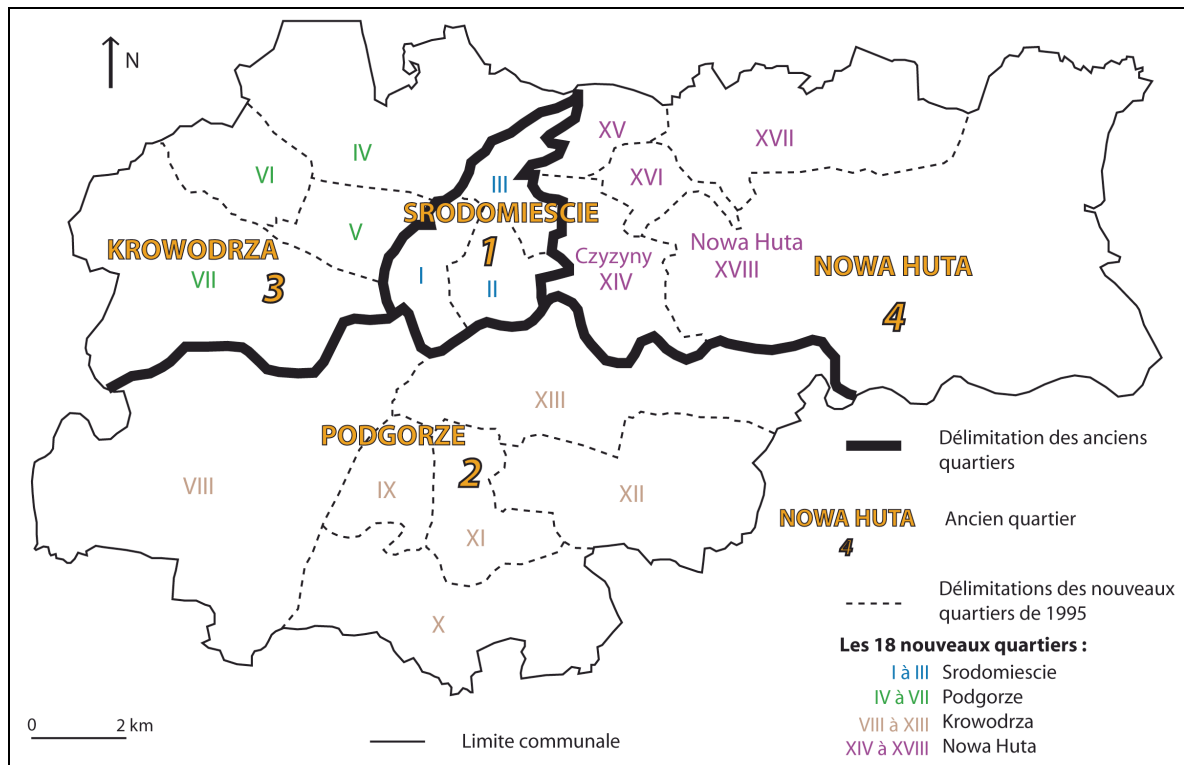 N
XV
XVII
IV
VI
XVI
III
SRODOMIESCIE
V
1
KROWODRZA
Nowa Huta
XVIII
Czyzyny
XIV
NOWA HUTA
VII
3
I
II
4
XIII
PODGORZE
2
VIII
IX
XII
XI
X
Délimitation des anciens
quartiers
NOWA HUTA
4
Ancien quartier
Délimitations des nouveaux
quartiers de 1995
Les 18 nouveaux quartiers :
I à III Srodomiescie
IV à VII Podgorze
VIII à XIII Krowodrza
XIV à XVIII Nowa Huta
0 2 km
Limite communale